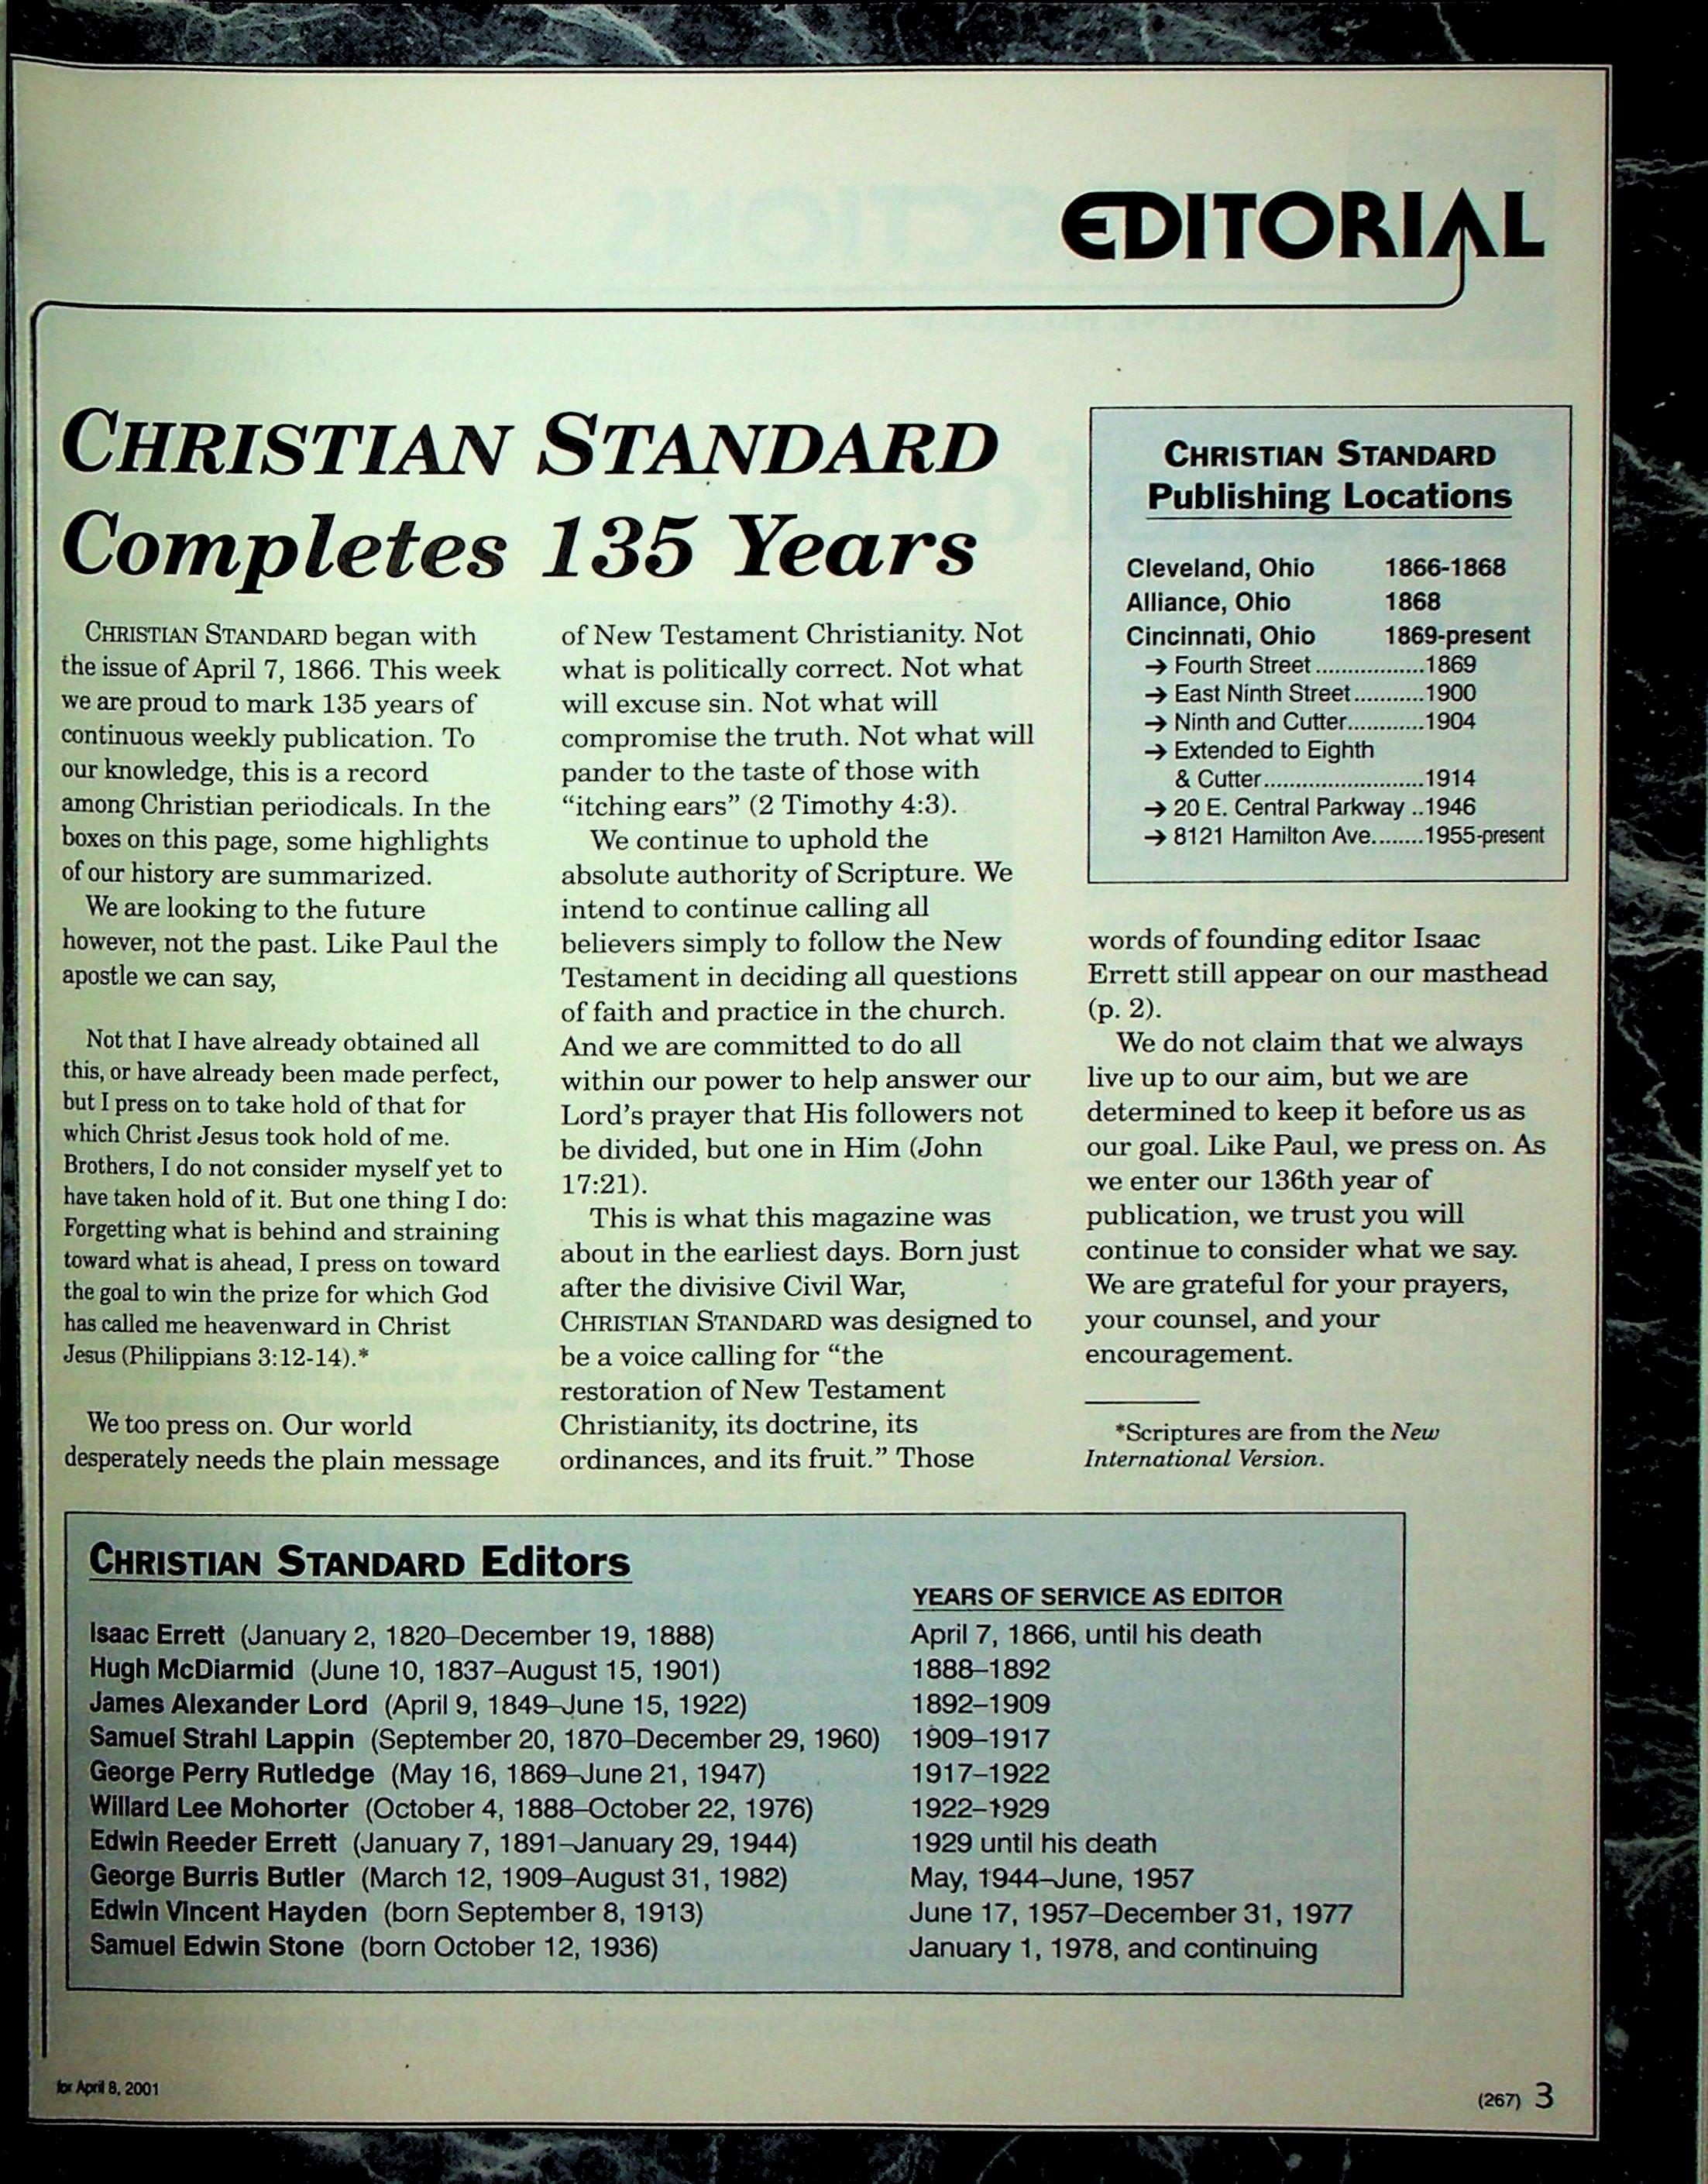 EDITORIAL
CHRISTIAN STANDARD
Completes 135 Years
CHRISTIAN STANDARD began with
the issue of April 7, 1866. This week
we are proud to mark 135 years of
continuous weekly publication. To
our knowledge, this is a record
among Christian periodicals. In the
boxes on this page, some highlights
of our history are summarized.
We are looking to the future
however, not the past. Like Paul the
apostle we can say,
Not that I have already obtained all
this, or have already been made perfect,
but I press on to take hold of that for
which Christ Jesus took hold of me.
Brothers, I do not consider myself yet to
have taken hold of it. But one thing I do:
Forgetting what is behind and straining
toward what is ahead, I press on toward
the goal to win the prize for which God
has called me heavenward in Christ
Jesus (Philippians 3:12-14).*
We too press on. Our world
desperately needs the plain message
of New Testament Christianity. Not
what is politically correct. Not what
will excuse sin. Not what will
compromise the truth. Not what will
pander to the taste of those with
“itching ears” (2 Timothy 4:3).
We continue to uphold the
absolute authority of Scripture. We
intend to continue calling all
believers simply to follow the New
Testament in deciding all questions
of faith and practice in the church.
And we are committed to do all
within our power to help answer our
Lord’s prayer that His followers not
be divided, but one in Him (John
17:21).
This is what this magazine was
about in the earliest days. Born just
after the divisive Civil War,
CHRISTIAN STANDARD was designed to
be a voice calling for “the
restoration of New Testament
Christianity, its doctrine, its
ordinances, and its fruit.” Those
CHRISTIAN STANDARD
Publishing Locations
Cleveland, Ohio 1866-1868
Alliance, Ohio 1868
Cincinnati, Ohio 1869-present
→ Fourth Street.................1869
→ East Ninth Street...........1900
→ Ninth and Cutter............1904
→ Extended to Eighth
& Cutter.........................1914
→ 20 E. Central Parkway ..1946
→ 8121 Hamilton Ave........1955-present
words of founding editor Isaac
Errett still appear on our masthead
(p. 2).
We do not claim that we always
live up to our aim, but we are
determined to keep it before us as
our goal. Like Paul, we press on. As
we enter our 136th year of
publication, we trust you will
continue to consider what we say.
We are grateful for your prayers,
your counsel, and your
encouragement.
*Scriptures are from the New
International Version.
CHRISTIAN STANDARD Editors
YEARS OF SERVICE AS EDITOR
Isaac Errett (January 2, 1820–December 19, 1888) April 7, 1866, until his death
Hugh McDiarmid (June 10, 1837–August 15, 1901) 1888–1892
James Alexander Lord (April 9, 1849–June 15, 1922) 1892–1909
Samuel Strahl Lappin (September 20, 1870–December 29, 1960) 1909–1917
George Perry Rutledge (May 16, 1869–June 21, 1947) 1917–1922
Willard Lee Mohorter (October 4, 1888–October 22, 1976) 1922–1929
Edwin Reeder Errett (January 7, 1891–January 29, 1944) 1929 until his death
George Burris Butler (March 12, 1909–August 31, 1982) May, 1944–June, 1957
Edwin Vincent Hayden (born September 8, 1913) June 17, 1957–December 31, 1977
Samuel Edwin Stone (born October 12, 1936) January 1, 1978, and continuing
for April 8, 2001
(267) 3